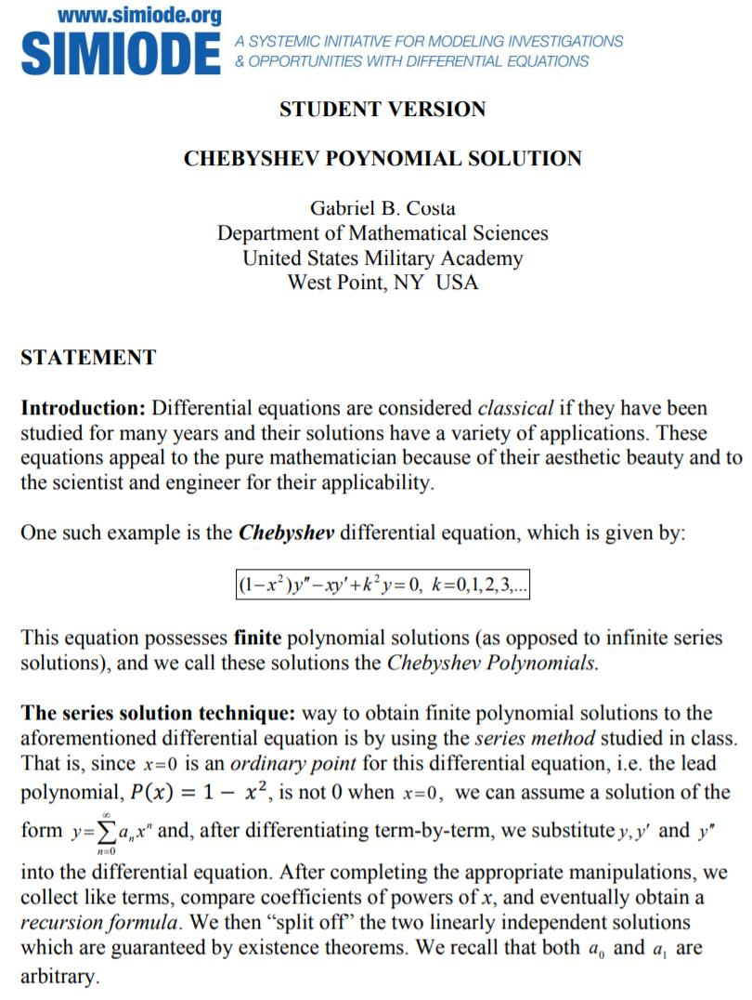 www.simiode.org
SIMIODE
A SYSTEMIC INITIATIVE FOR MODELING INVESTIGATIONS
& OPPORTUNITIES WITH DIFFERENTIAL EQUATIONS
STUDENT VERSION
CHEBYSHEV POYNOMIAL SOLUTION
Gabriel B. Costa
Department of Mathematical Sciences
United States Military Academy
West Point, NY USA
STATEMENT
Introduction: Differential equations are considered classical if they have been
studied for many years and their solutions have a variety of applications. These
equations appeal to the pure mathematician because of their aesthetic beauty and to
the scientist and engineer for their applicability.
One such example is the Chebyshev differential equation, which is given by:
(1−x²)y″−xy′+k²y=0, k=0,1,2,3,...
This equation possesses finite polynomial solutions (as opposed to infinite series
solutions), and we call these solutions the Chebyshev Polynomials.
The series solution technique: way to obtain finite polynomial solutions to the
aforementioned differential equation is by using the series method studied in class.
That is, since x=0 is an ordinary point for this differential equation, i.e. the lead
polynomial, P(x) = 1 − x², is not 0 when x=0, we can assume a solution of the
form y=∑_{n=0}^{∞} aₙxⁿ and, after differentiating term-by-term, we substitute y, y′ and y″
into the differential equation. After completing the appropriate manipulations, we
collect like terms, compare coefficients of powers of x, and eventually obtain a
recursion formula. We then “split off” the two linearly independent solutions
which are guaranteed by existence theorems. We recall that both a₀ and a₁ are
arbitrary.